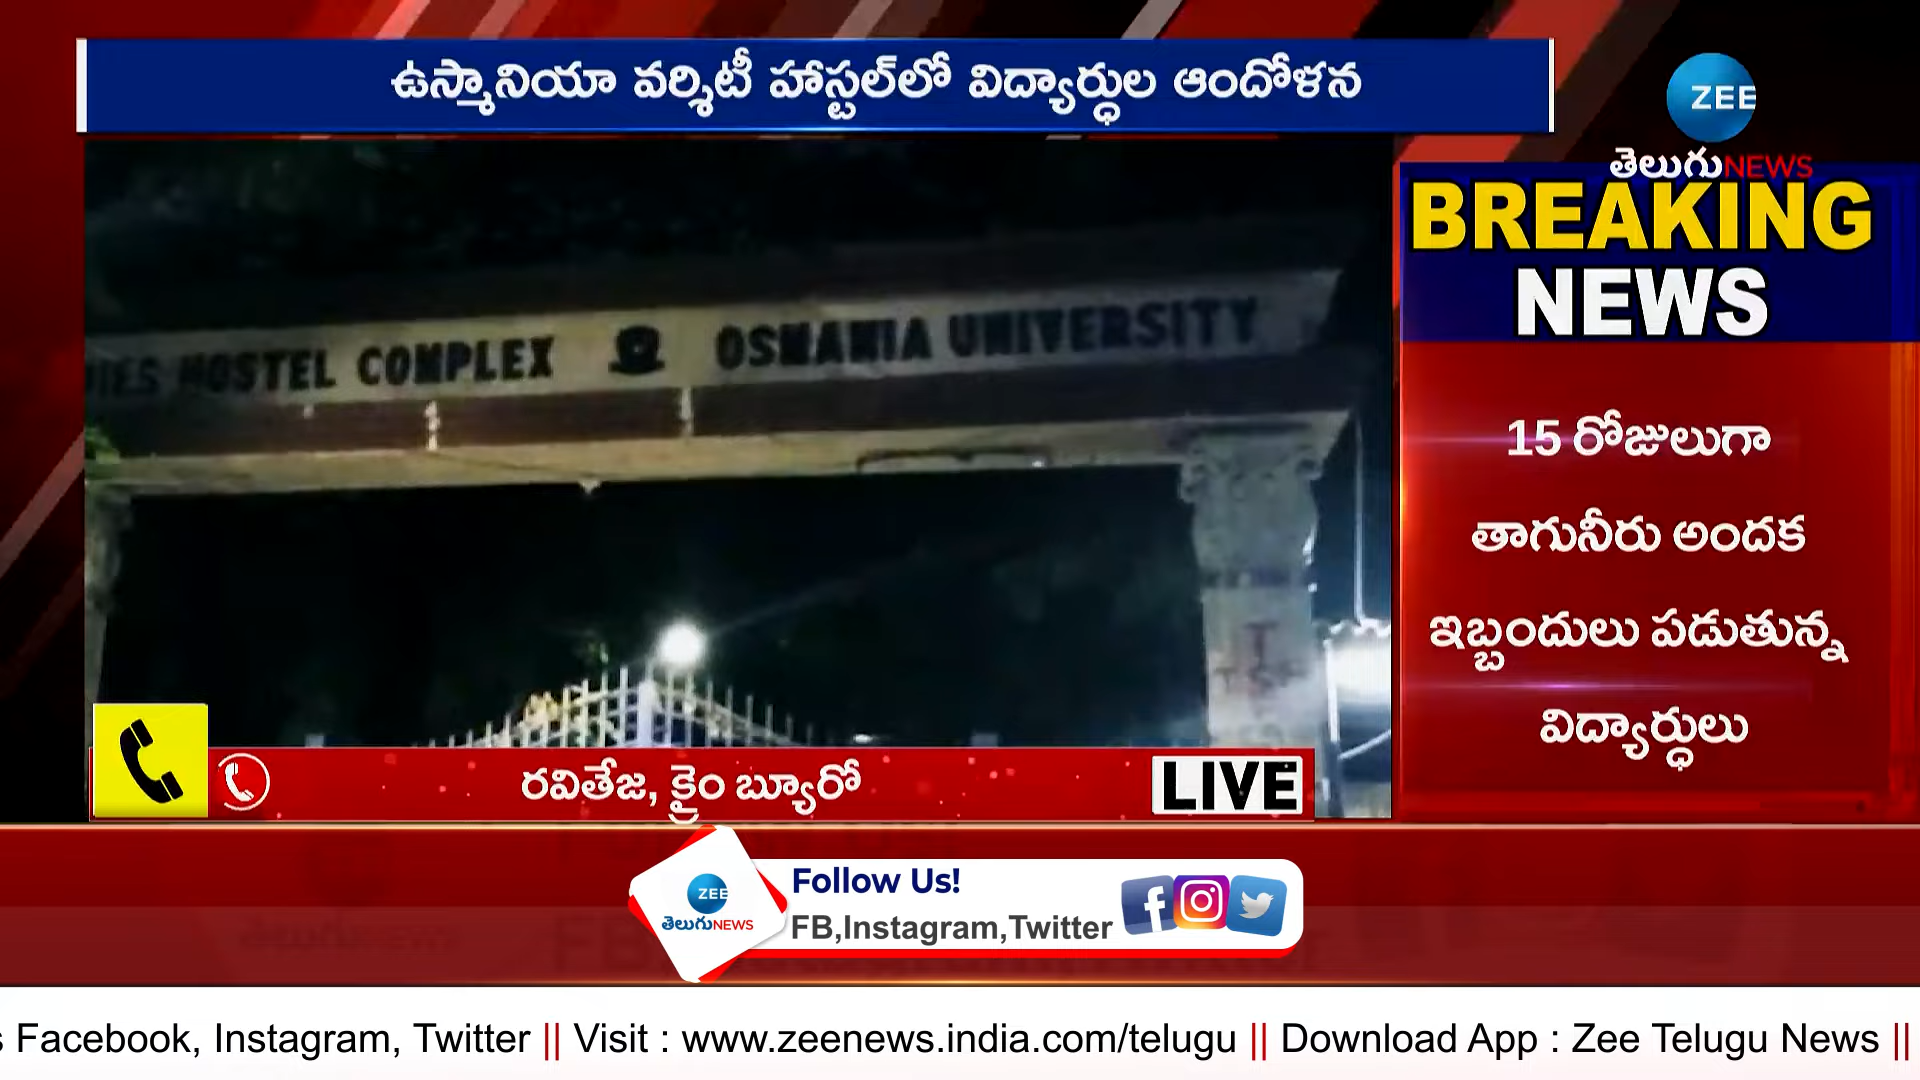 ఉస్మానియా వర్శిటీ హాస్టల్‌లో విద్యార్ధుల ఆందోళన
ZEE
తెలుగుNEWS
BREAKING
NEWS
HOSTEL COMPLEX OSMANIA UNIVERSITY
15 రోజులుగా
తాగునీరు అందక
ఇబ్బందులు పడుతున్న
విద్యార్ధులు
రవితేజ, క్రైం బ్యూరో
LIVE
ZEE
తెలుగుNEWS
Follow Us!
FB,Instagram,Twitter
Facebook, Instagram, Twitter || Visit : www.zeenews.india.com/telugu || Download App : Zee Telugu News ||